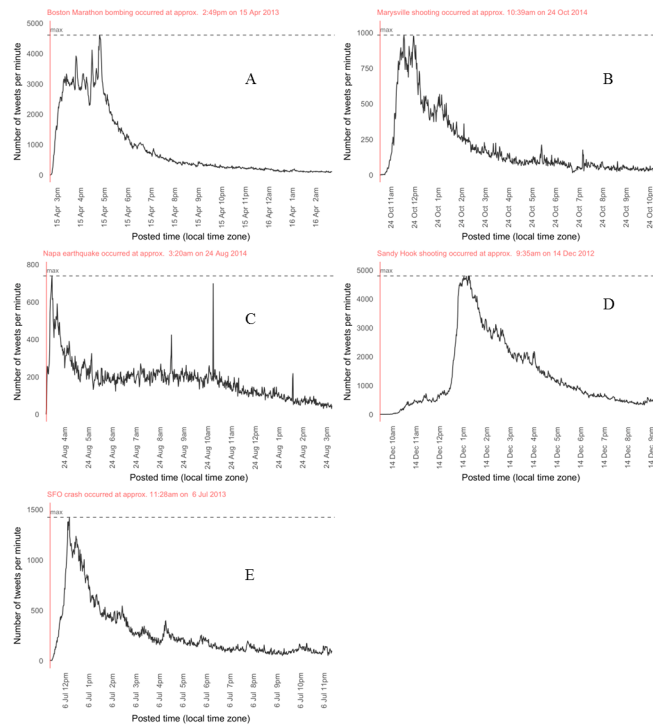 Boston Marathon bombing occurred at approx. 2:49pm on 15 Apr 2013
max
5000
4000
3000
2000
1000
0
Number of tweets per minute
A
15 Apr 3pm
15 Apr 4pm
15 Apr 5pm
15 Apr 6pm
15 Apr 7pm
15 Apr 8pm
15 Apr 9pm
15 Apr 10pm
15 Apr 11pm
16 Apr 12am
16 Apr 1am
16 Apr 2am
Posted time (local time zone)
Marysville shooting occurred at approx. 10:39am on 24 Oct 2014
max
1000
750
500
250
0
Number of tweets per minute
B
24 Oct 11am
24 Oct 12pm
24 Oct 1pm
24 Oct 2pm
24 Oct 3pm
24 Oct 4pm
24 Oct 5pm
24 Oct 6pm
24 Oct 7pm
24 Oct 8pm
24 Oct 9pm
24 Oct 10pm
Posted time (local time zone)
Napa earthquake occurred at approx. 3:20am on 24 Aug 2014
max
800
600
400
200
0
Number of tweets per minute
C
24 Aug 4am
24 Aug 5am
24 Aug 6am
24 Aug 7am
24 Aug 8am
24 Aug 9am
24 Aug 10am
24 Aug 11am
24 Aug 12pm
24 Aug 1pm
24 Aug 2pm
24 Aug 3pm
Posted time (local time zone)
Sandy Hook shooting occurred at approx. 9:35am on 14 Dec 2012
max
5000
4000
3000
2000
1000
0
Number of tweets per minute
D
14 Dec 10am
14 Dec 11am
14 Dec 12pm
14 Dec 1pm
14 Dec 2pm
14 Dec 3pm
14 Dec 4pm
14 Dec 5pm
14 Dec 6pm
14 Dec 7pm
14 Dec 8pm
14 Dec 9pm
Posted time (local time zone)
SFO crash occurred at approx. 11:28am on 6 Jul 2013
max
1500
1000
500
0
Number of tweets per minute
E
6 Jul 12pm
6 Jul 1pm
6 Jul 2pm
6 Jul 3pm
6 Jul 4pm
6 Jul 5pm
6 Jul 6pm
6 Jul 7pm
6 Jul 8pm
6 Jul 9pm
6 Jul 10pm
6 Jul 11pm
Posted time (local time zone)